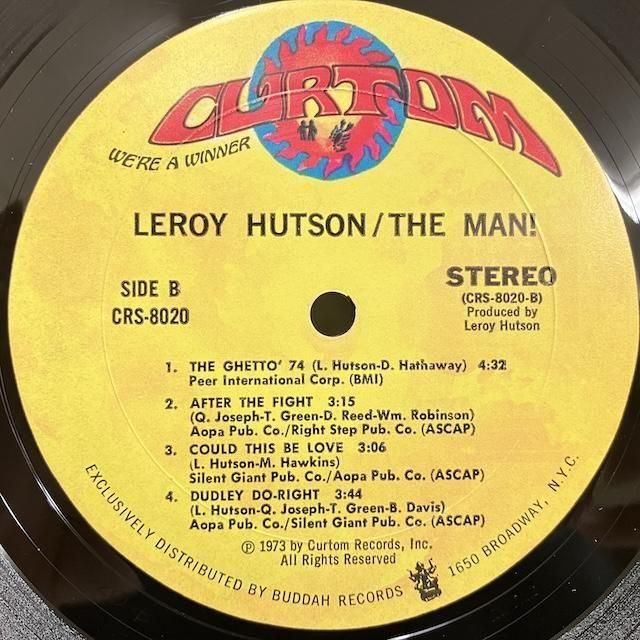 CURTOM
WE'RE A WINNER
LEROY HUTSON/THE MAN!
SIDE B
CRS-8020
STEREO
(CRS-8020-B)
Produced by
Leroy Hutson
1. THE GHETTO' 74 (L. Hutson-D. Hathaway) 4:32
Peer International Corp. (BMI)
2. AFTER THE FIGHT 3:15
(Q. Joseph-T. Green-D. Reed-Wm. Robinson)
Aopa Pub. Co./Right Step Pub. Co. (ASCAP)
3. COULD THIS BE LOVE 3:06
(L. Hutson-M. Hawkins)
Silent Giant Pub. Co./Aopa Pub. Co. (ASCAP)
4. DUDLEY DO-RIGHT 3:44
(L. Hutson-Q. Joseph-T. Green-B. Davis)
Aopa Pub. Co./Silent Giant Pub. Co. (ASCAP)
℗ 1973 by Curtom Records, Inc.
All Rights Reserved
EXCLUSIVELY DISTRIBUTED BY BUDDAH RECORDS 1650 BROADWAY, N.Y.C.